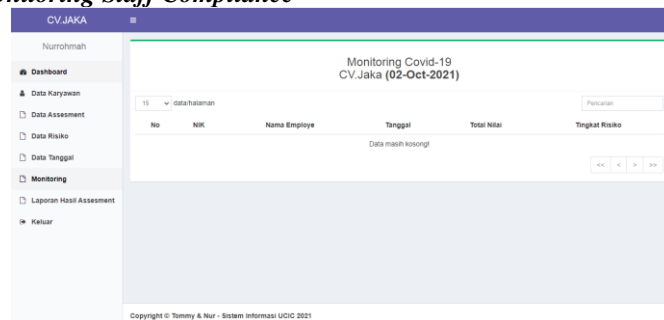 Monitoring Staff Compliance
CV.JAKA
Nurrohmah
Dashboard
Data Karyawan
Data Assesment
Data Risiko
Data Tanggal
Monitoring
Laporan Hasil Assesment
Keluar
Monitoring Covid-19
CV.Jaka (02-Oct-2021)
15 data/halaman
Pencarian
No NIK Nama Employe Tanggal Total Nilai Tingkat Risiko
Data masih kosong!
<< < > >>
Copyright © Tommy & Nur - Sistem Informasi UCIC 2021